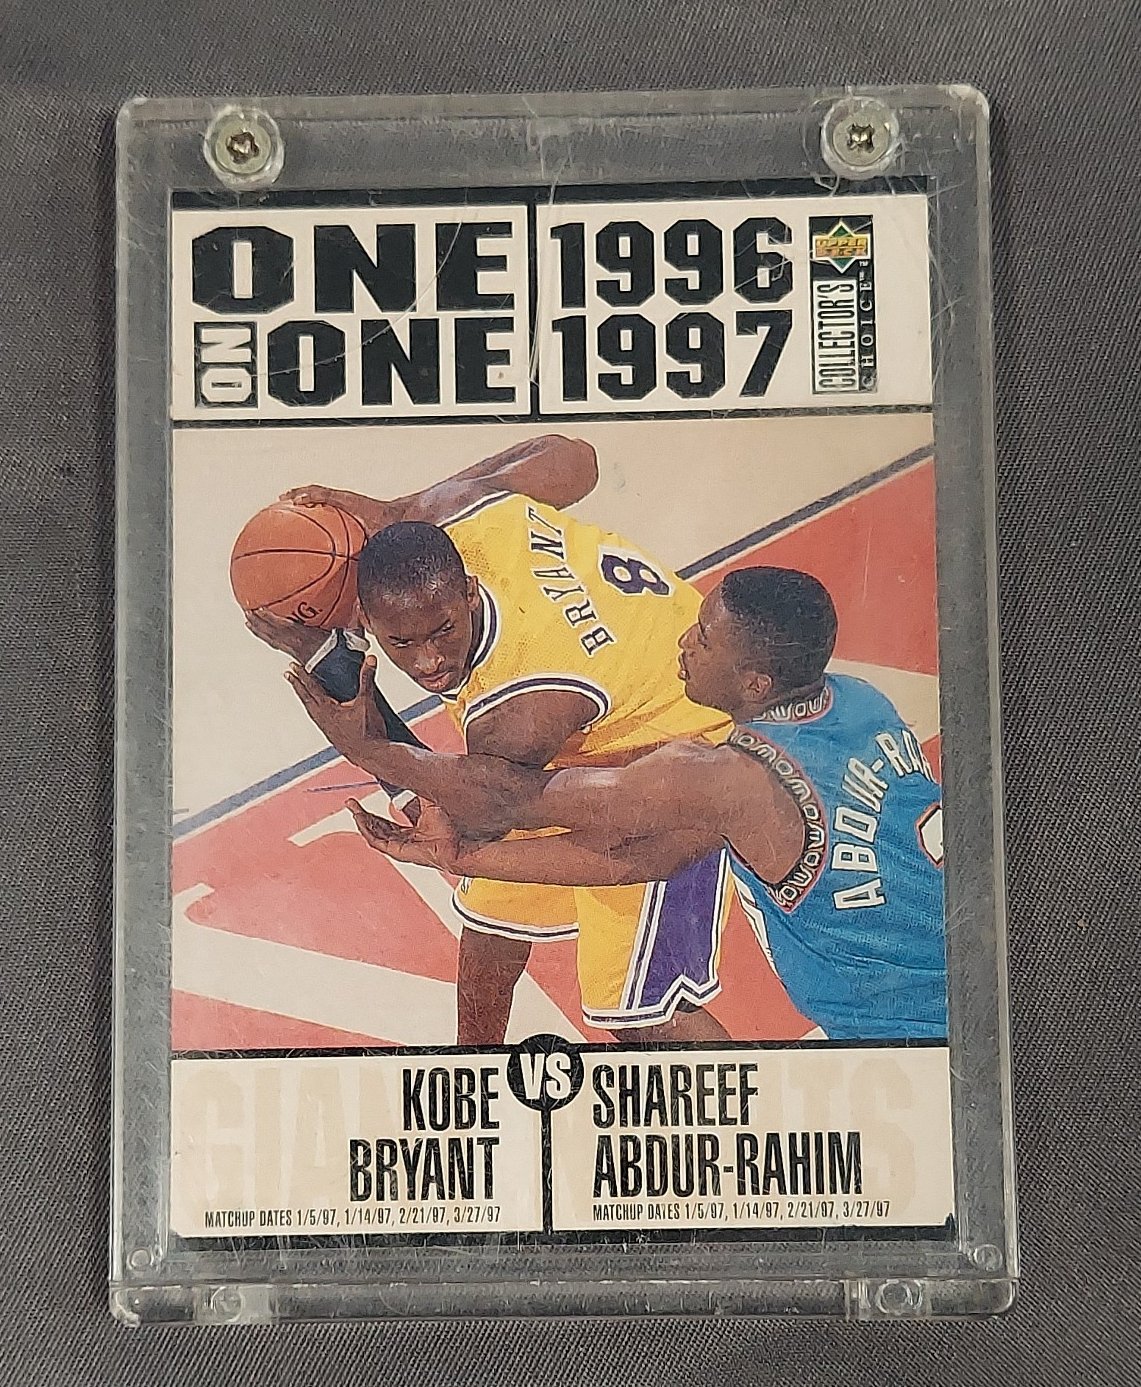 ONE
ON ONE
1996
1997
UPPER DECK
COLLECTOR'S
CHOICE™
BRYANT
8
ABDUR-RAH
VS
KOBE
BRYANT
MATCHUP DATES 1/5/97, 1/14/97, 2/21/97, 3/27/97
SHAREEF
ABDUR-RAHIM
MATCHUP DATES 1/5/97, 1/14/97, 2/21/97, 3/27/97